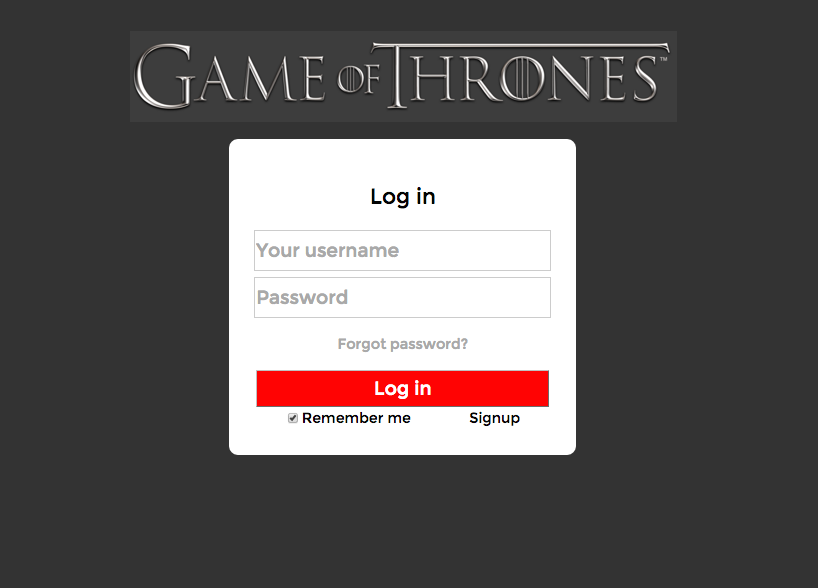 GAME OF THRONES™
Log in
Your username
Password
Forgot password?
Log in
Remember me Signup